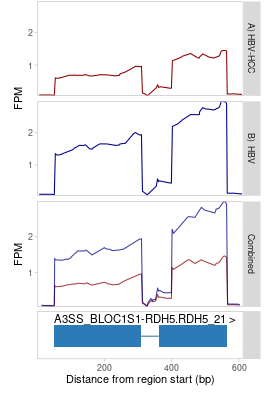 A) HBV-HCC
2
1
FPM
B) HBV
2
1
Combined
2
1
FPM
A3SS_BLOC1S1-RDH5.RDH5_21 >
200 400 600
Distance from region start (bp)